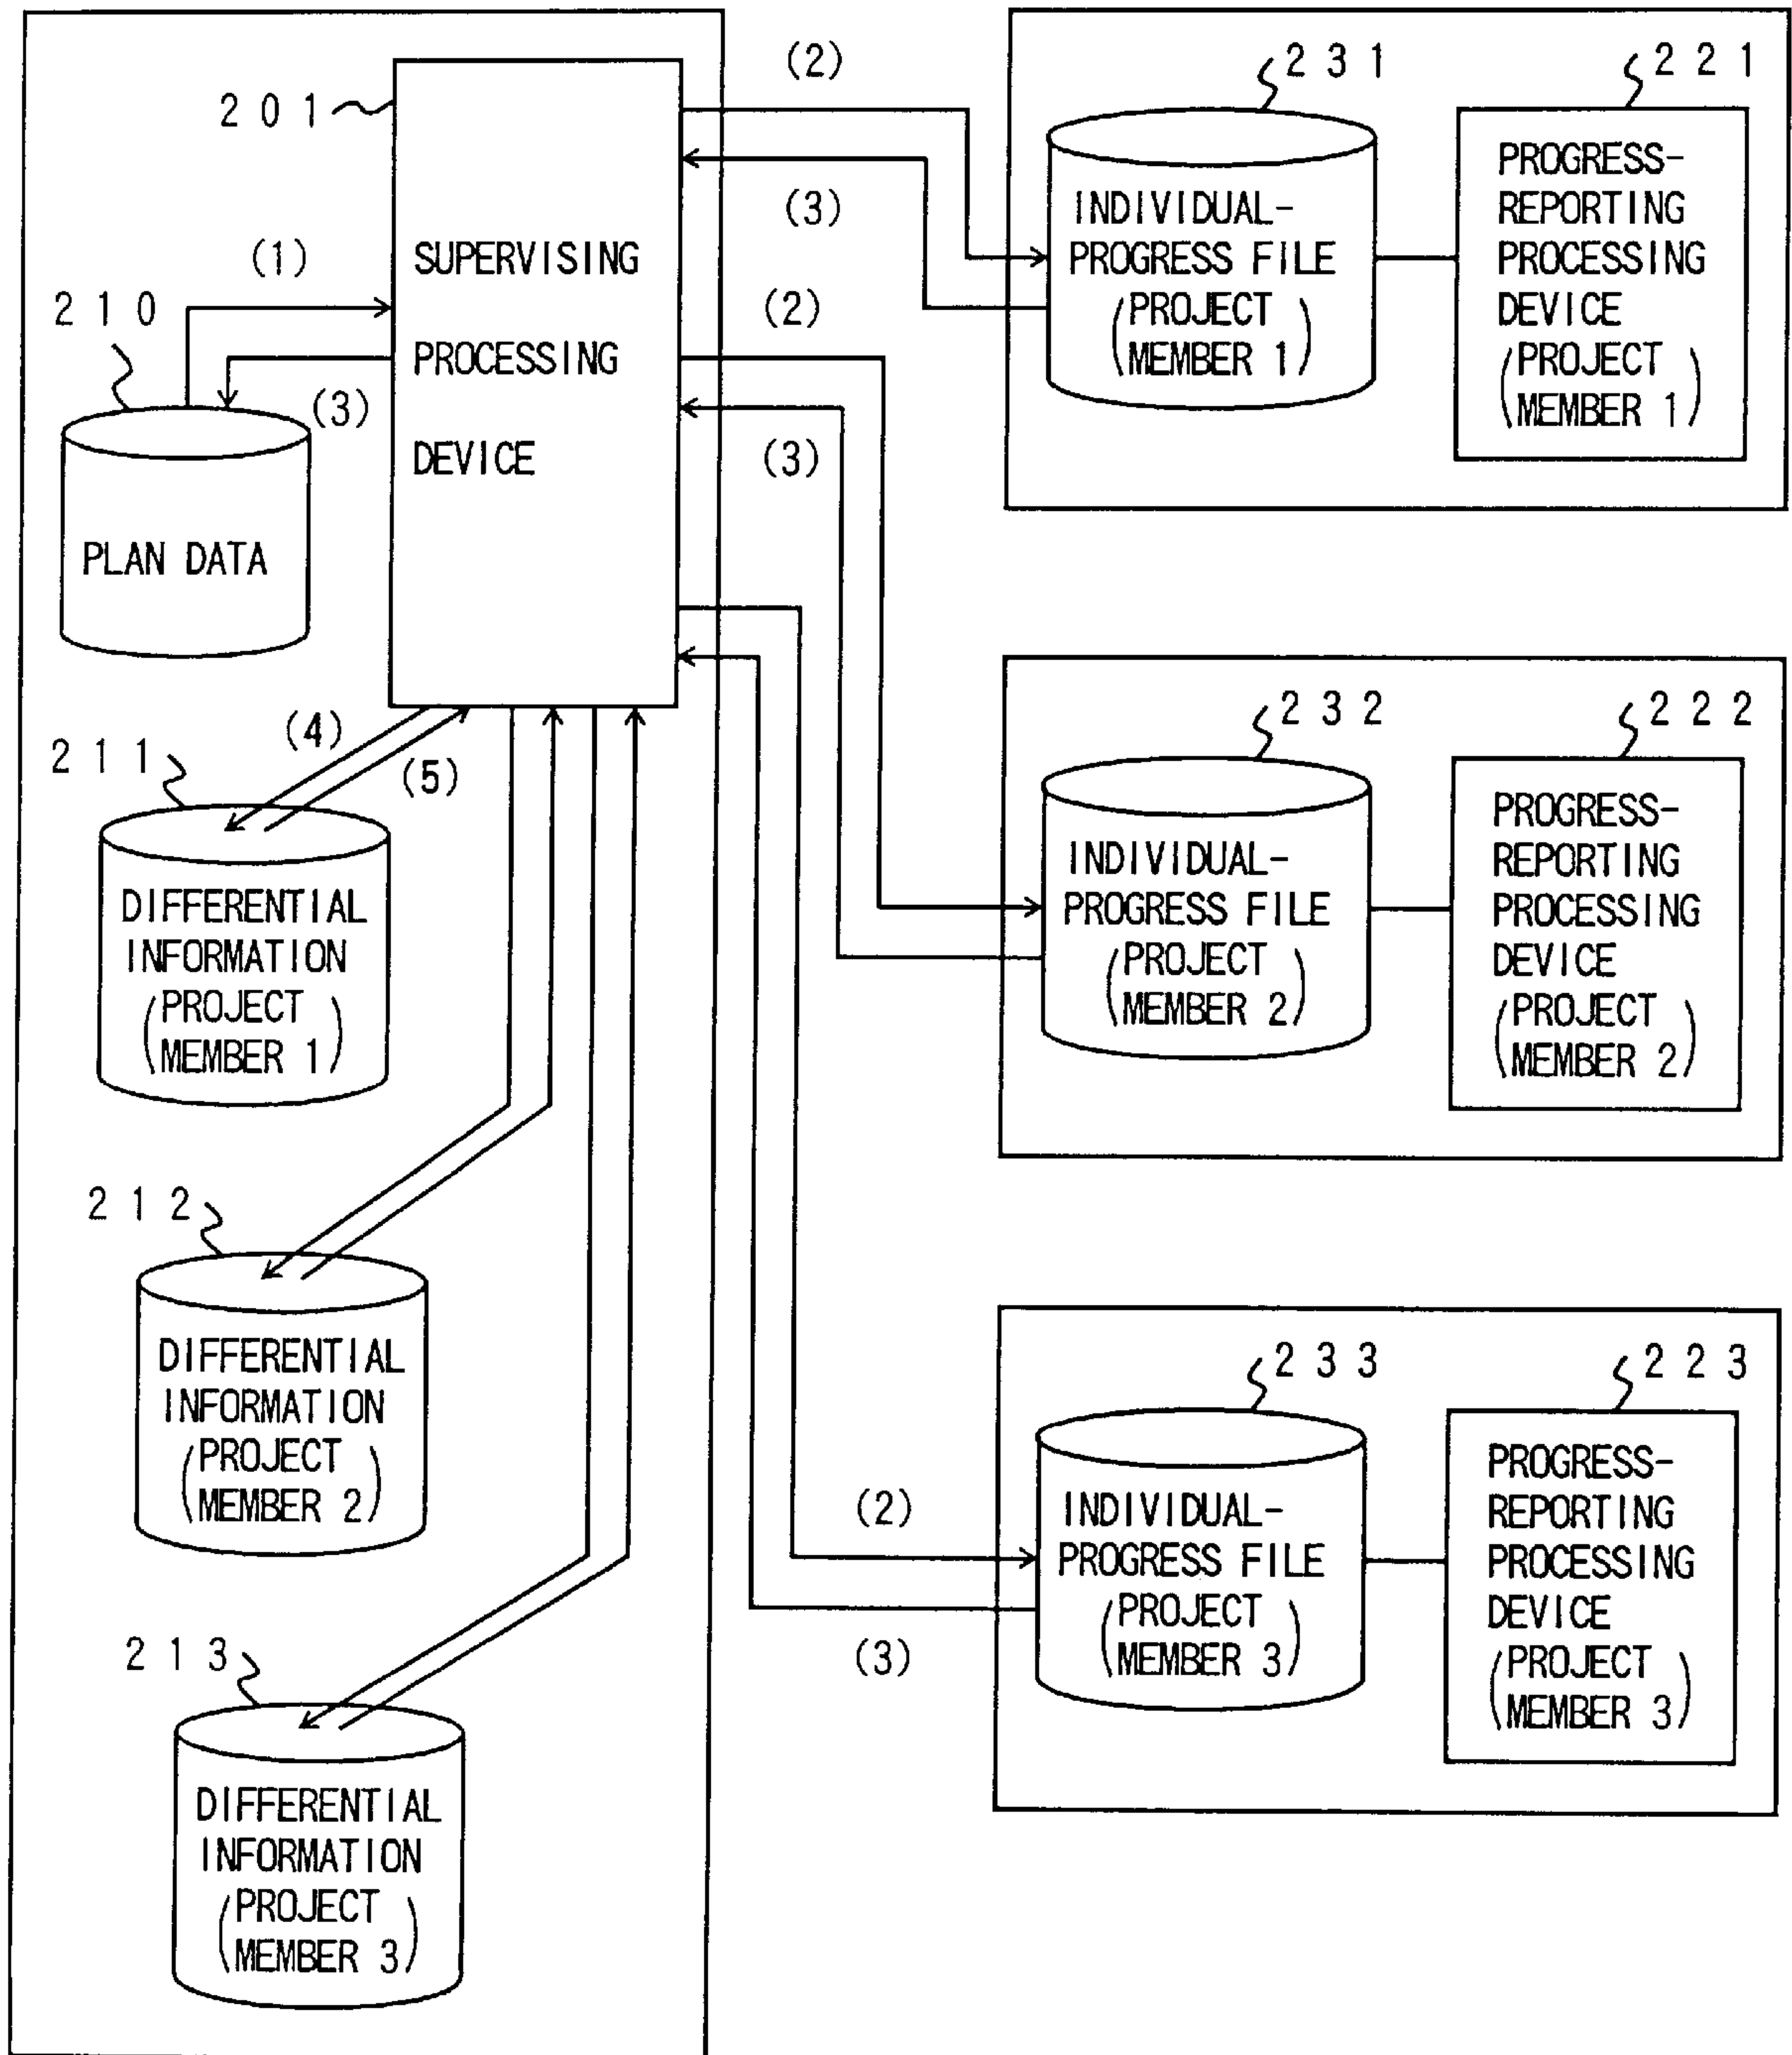 201
SUPERVISING
PROCESSING
DEVICE
(1)
(3)
210
PLAN DATA
(4)
(5)
211
DIFFERENTIAL
INFORMATION
(PROJECT
MEMBER 1)
212
DIFFERENTIAL
INFORMATION
(PROJECT
MEMBER 2)
213
DIFFERENTIAL
INFORMATION
(PROJECT
MEMBER 3)
(2)
(3)
(2)
(3)
(2)
(3)
231
INDIVIDUAL-
PROGRESS FILE
(PROJECT
MEMBER 1)
221
PROGRESS-
REPORTING
PROCESSING
DEVICE
(PROJECT
MEMBER 1)
232
INDIVIDUAL-
PROGRESS FILE
(PROJECT
MEMBER 2)
222
PROGRESS-
REPORTING
PROCESSING
DEVICE
(PROJECT
MEMBER 2)
233
INDIVIDUAL-
PROGRESS FILE
(PROJECT
MEMBER 3)
223
PROGRESS-
REPORTING
PROCESSING
DEVICE
(PROJECT
MEMBER 3)